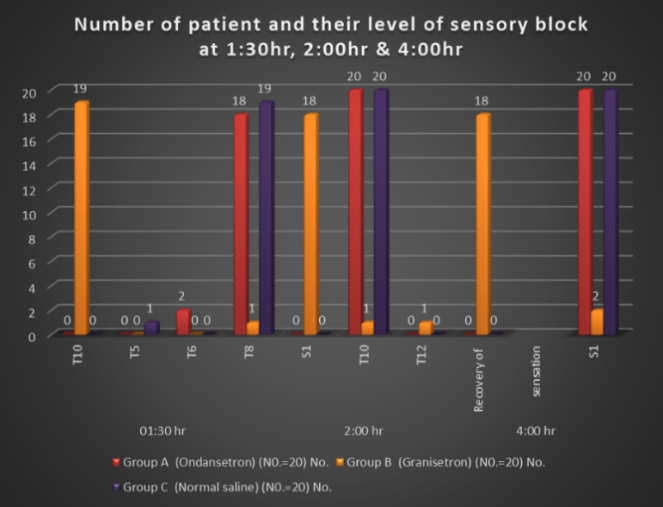 Number of patient and their level of sensory block
at 1:30hr, 2:00hr & 4:00hr
20
18
16
14
12
10
8
6
4
2
0
0 19 0
0 0 1
2 0 0
18 1 19
0 18 0
20 1 20
0 1 0
0 18 0
20 2 20
T10 T5 T6 T8 S1 T10 T12 Recovery of sensation S1
01:30 hr 2:00 hr 4:00 hr
Group A (Ondansetron) (N0.=20) No. Group B (Granisetron) (N0.=20) No.
Group C (Normal saline) (N0.=20) No.